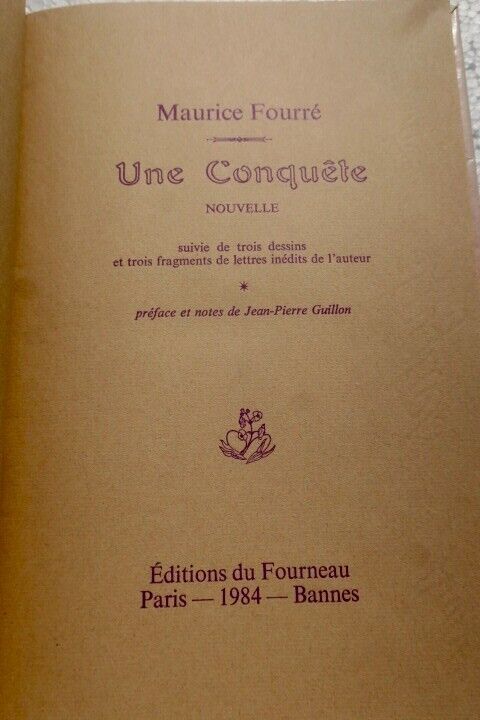 Maurice Fourré
Une Conquête
NOUVELLE
suivie de trois dessins
et trois fragments de lettres inédits de l'auteur
*
préface et notes de Jean-Pierre Guillon
Éditions du Fourneau
Paris — 1984 — Bannes